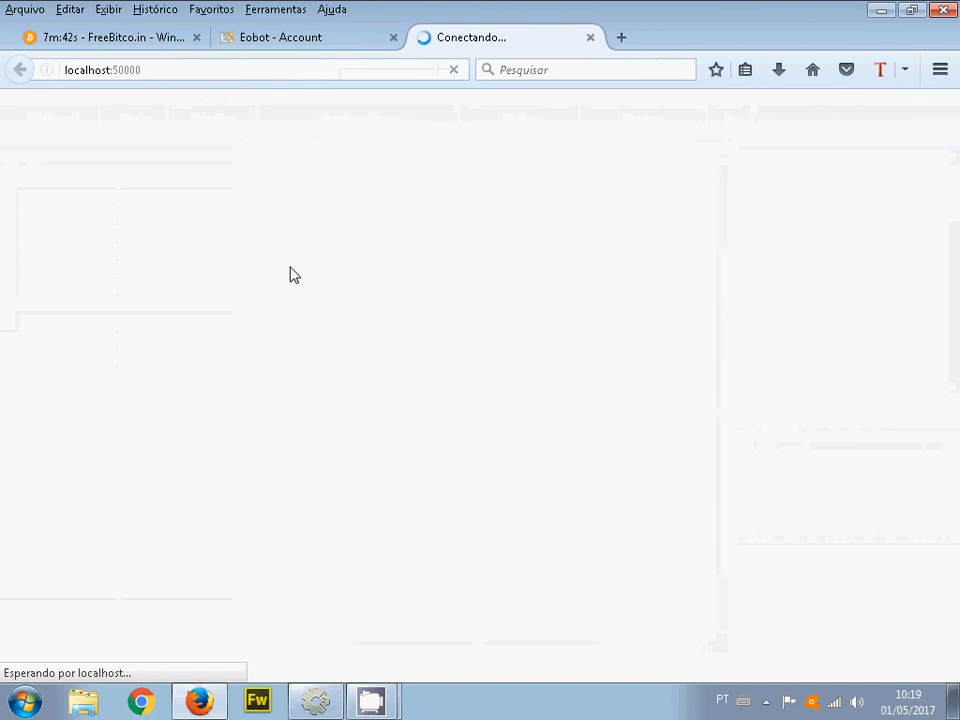 Arquivo Editar Exibir Histórico Favoritos Ferramentas Ajuda
7m:42s - FreeBitco.in - Win... Eobot - Account Conectando...
localhost:50000 Pesquisar
T
Esperando por localhost...
Fw PT 10:19
01/05/2017